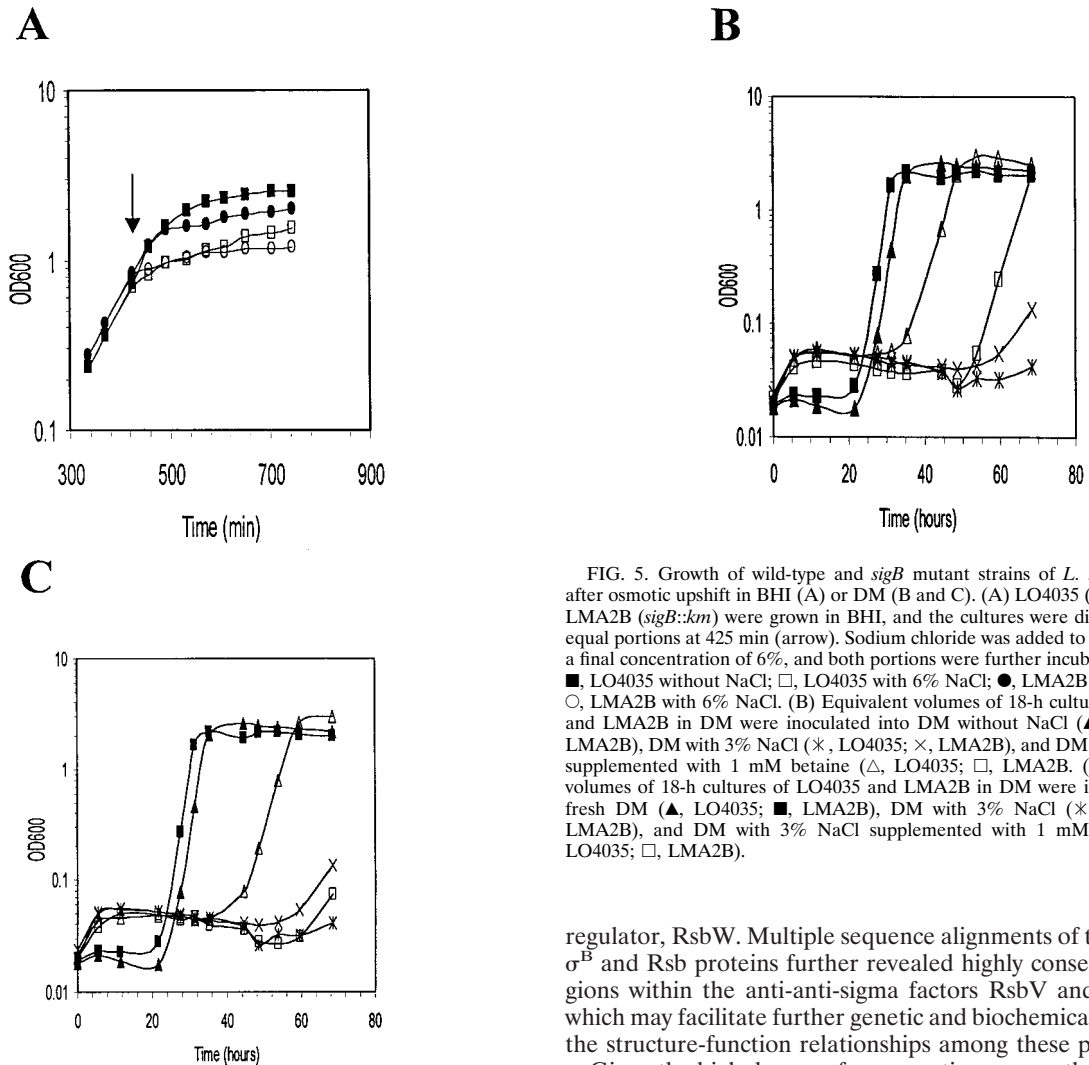 A
10
1
0.1
OD600
300 500 700 900
Time (min)
B
10
1
0.1
0.01
OD600
0 20 40 60 80
Time (hours)
C
10
1
0.1
0.01
OD600
0 20 40 60 80
Time (hours)
FIG. 5. Growth of wild-type and sigB mutant strains of L.
after osmotic upshift in BHI (A) or DM (B and C). (A) LO4035 (
LMA2B (sigB::km) were grown in BHI, and the cultures were di
equal portions at 425 min (arrow). Sodium chloride was added to
a final concentration of 6%, and both portions were further incub
■, LO4035 without NaCl; □, LO4035 with 6% NaCl; ●, LMA2B
○, LMA2B with 6% NaCl. (B) Equivalent volumes of 18-h cultu
and LMA2B in DM were inoculated into DM without NaCl (▲
LMA2B), DM with 3% NaCl (✳, LO4035; ×, LMA2B), and DM
supplemented with 1 mM betaine (△, LO4035; □, LMA2B. (
volumes of 18-h cultures of LO4035 and LMA2B in DM were i
fresh DM (▲, LO4035; ■, LMA2B), DM with 3% NaCl (✳
LMA2B), and DM with 3% NaCl supplemented with 1 mM
LO4035; □, LMA2B).
regulator, RsbW. Multiple sequence alignments of t
σᴮ and Rsb proteins further revealed highly conse
gions within the anti-anti-sigma factors RsbV and
which may facilitate further genetic and biochemica
the structure-function relationships among these p